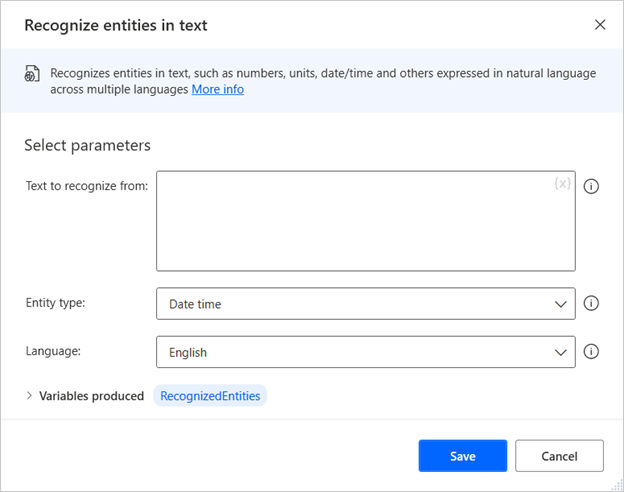 Recognize entities in text
Recognizes entities in text, such as numbers, units, date/time and others expressed in natural language
across multiple languages More info
Select parameters
Text to recognize from:
{x}
Entity type:
Date time
Language:
English
Variables produced RecognizedEntities
Save
Cancel